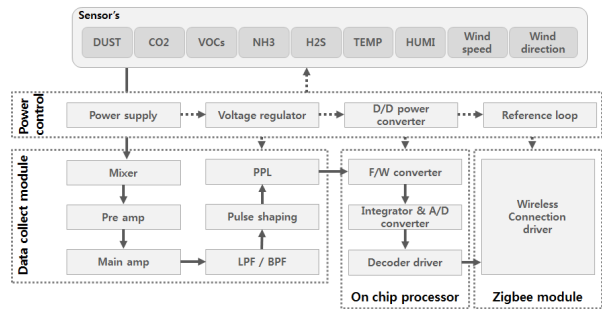 Sensor's
DUST
CO2
VOCs
NH3
H2S
TEMP
HUMI
Wind
speed
Wind
direction
Power
control
Power supply
Voltage regulator
D/D power
converter
Reference loop
Data collect module
Mixer
Pre amp
Main amp
PPL
Pulse shaping
LPF / BPF
F/W converter
Integrator & A/D
converter
Decoder driver
On chip processor
Wireless
Connection
driver
Zigbee module